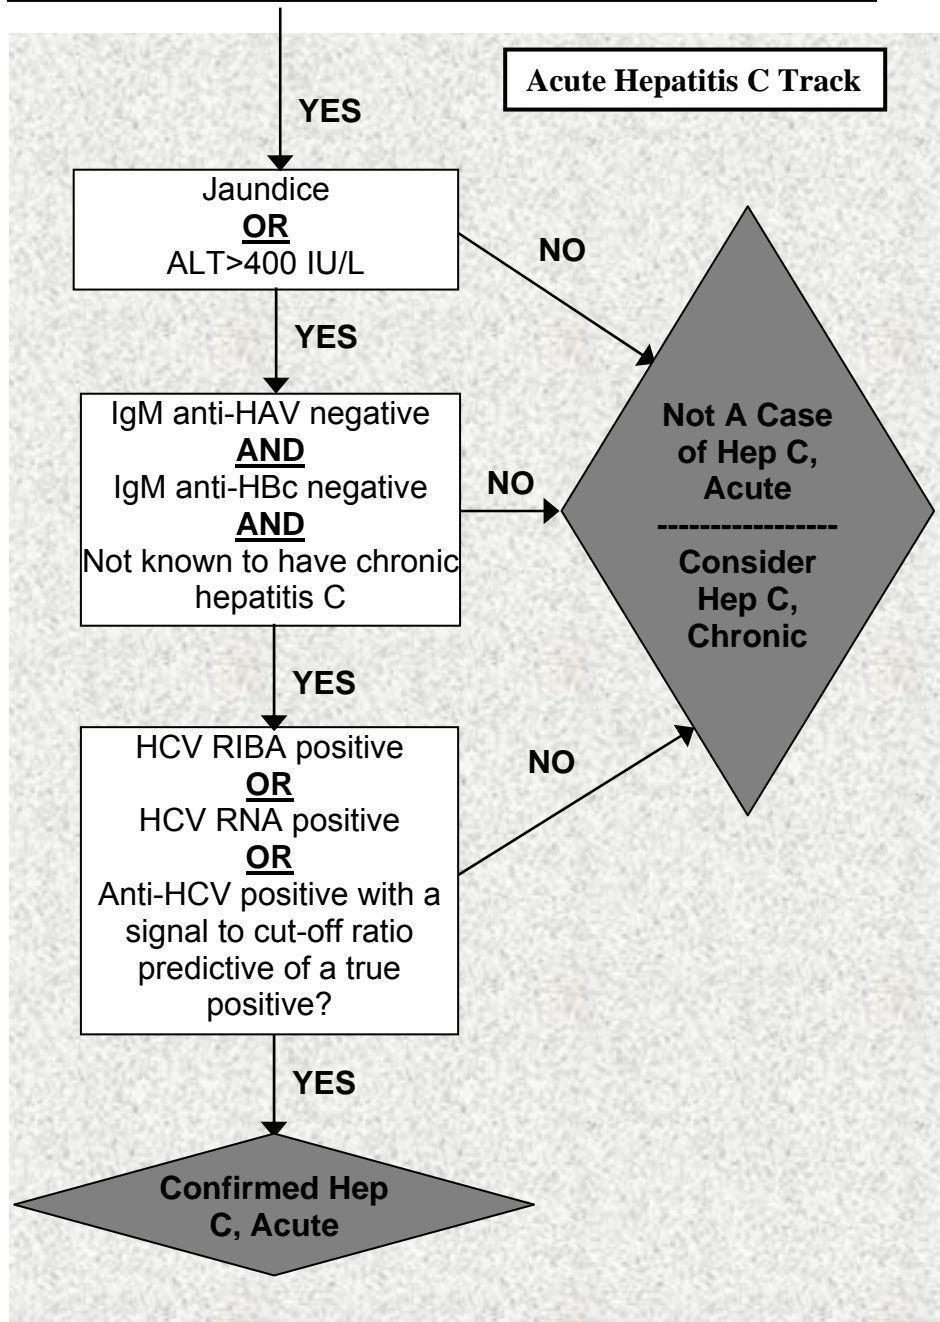 Acute Hepatitis C Track
YES
Jaundice
OR
ALT>400 IU/L
NO
YES
IgM anti-HAV negative
AND
IgM anti-HBc negative
AND
Not known to have chronic
hepatitis C
NO
Not A Case
of Hep C,
Acute
-----------------
Consider
Hep C,
Chronic
YES
HCV RIBA positive
OR
HCV RNA positive
OR
Anti-HCV positive with a
signal to cut-off ratio
predictive of a true
positive?
NO
YES
Confirmed Hep
C, Acute